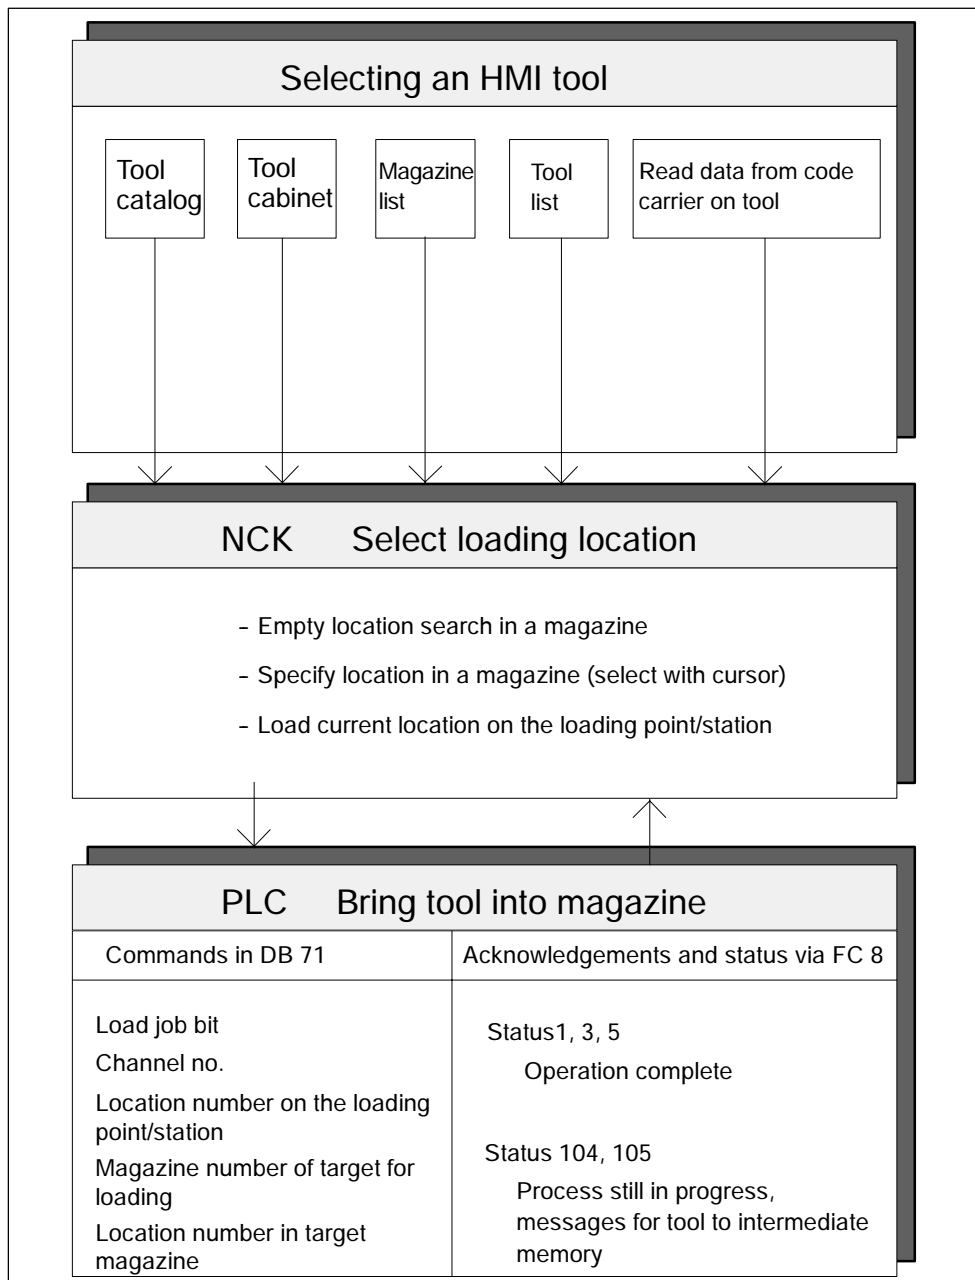 Selecting an HMI tool
Tool
catalog
Tool
cabinet
Magazine
list
Tool
list
Read data from code
carrier on tool
NCK Select loading location
- Empty location search in a magazine
- Specify location in a magazine (select with cursor)
- Load current location on the loading point/station
PLC Bring tool into magazine
Commands in DB 71
Load job bit
Channel no.
Location number on the loading
point/station
Magazine number of target for
loading
Location number in target
magazine
Acknowledgements and status via FC 8
Status1, 3, 5
Operation complete
Status 104, 105
Process still in progress,
messages for tool to intermediate
memory